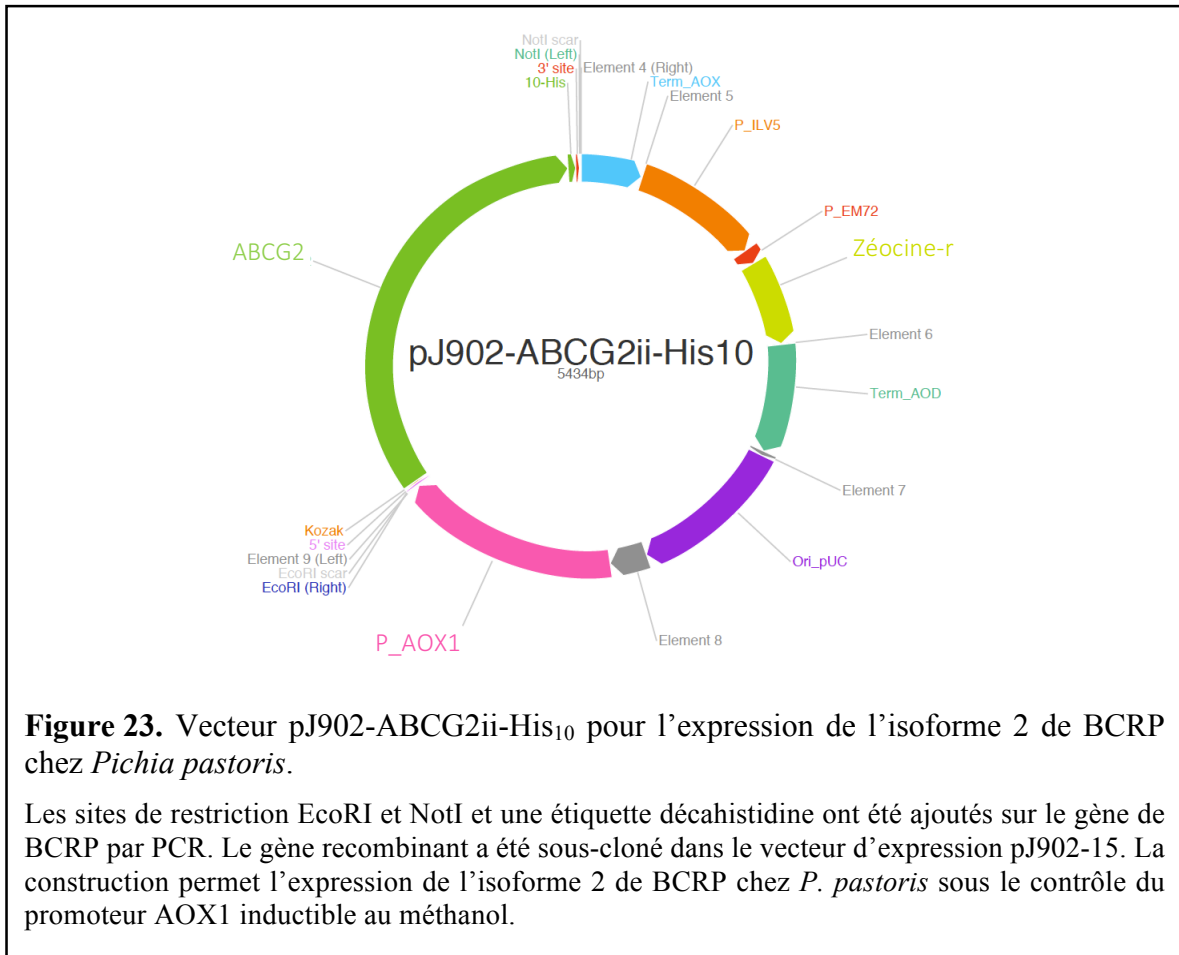 NotI scar
NotI (Left)
3' site
10-His
Element 4 (Right)
Term_AOX
Element 5
P_ILV5
P_EM72
Zéocine-r
Element 6
Term_AOD
Element 7
Ori_pUC
Element 8
P_AOX1
EcoRI (Right)
EcoRI scar
Element 9 (Left)
5' site
Kozak
ABCG2
pJ902-ABCG2ii-His10
5434bp
Figure 23. Vecteur pJ902-ABCG2ii-His₁₀ pour l’expression de l’isoforme 2 de BCRP
chez Pichia pastoris.
Les sites de restriction EcoRI et NotI et une étiquette décahistidine ont été ajoutés sur le gène de
BCRP par PCR. Le gène recombinant a été sous-cloné dans le vecteur d’expression pJ902-15. La
construction permet l’expression de l’isoforme 2 de BCRP chez P. pastoris sous le contrôle du
promoteur AOX1 inductible au méthanol.